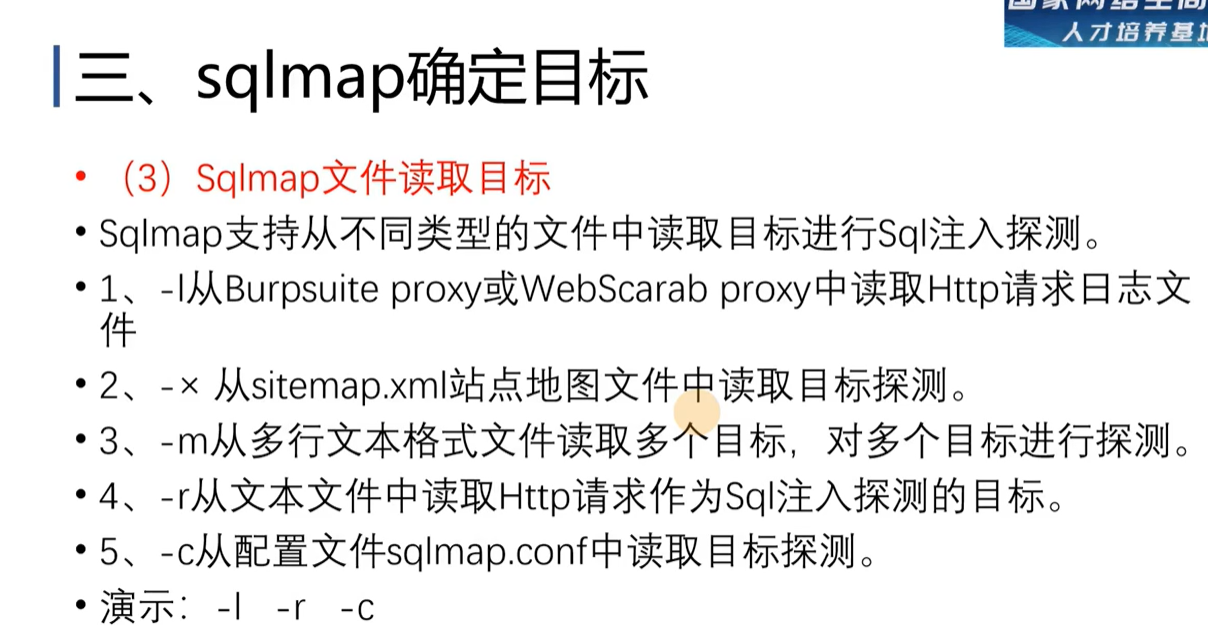 国家网络空间
人才培养基地
三、sqlmap确定目标
• （3）Sqlmap文件读取目标
• Sqlmap支持从不同类型的文件中读取目标进行Sql注入探测。
• 1、-l从Burpsuite proxy或WebScarab proxy中读取Http请求日志文
件
• 2、-× 从sitemap.xml站点地图文件中读取目标探测。
• 3、-m从多行文本格式文件读取多个目标，对多个目标进行探测。
• 4、-r从文本文件中读取Http请求作为Sql注入探测的目标。
• 5、-c从配置文件sqlmap.conf中读取目标探测。
• 演示：-l -r -c